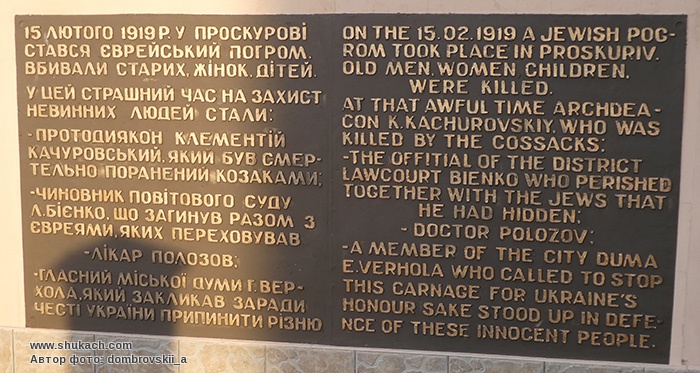 15 ЛЮТОГО 1919 Р. У ПРОСКУРОВІ
СТАВСЯ ЄВРЕЙСЬКИЙ ПОГРОМ.
ВБИВАЛИ СТАРИХ, ЖІНОК, ДІТЕЙ.
У ЦЕЙ СТРАШНИЙ ЧАС НА ЗАХИСТ
НЕВИННИХ ЛЮДЕЙ СТАЛИ:
-ПРОТОДИЯКОН КЛЕМЕНТІЙ
КАЧУРОВСЬКИЙ, ЯКИЙ БУВ СМЕР-
ТЕЛЬНО ПОРАНЕНИЙ КОЗАКАМИ;
-ЧИНОВНИК ПОВІТОВОГО СУДУ
Л.БІЄНКО, ЩО ЗАГИНУВ РАЗОМ З
ЄВРЕЯМИ, ЯКИХ ПЕРЕХОВУВАВ
-ЛІКАР ПОЛОЗОВ;
-ГЛАСНИЙ МІСЬКОЇ ДУМИ Г.ВЕР-
ХОЛА, ЯКИЙ ЗАКЛИКАВ ЗАРАДИ
ЧЕСТІ УКРАЇНИ ПРИПИНИТИ РІЗНЮ
ON THE 15.02.1919 A JEWISH POG-
ROM TOOK PLACE IN PROSKURIV.
OLD MEN, WOMEN, CHILDREN,
WERE KILLED.
AT THAT AWFUL TIME ARCHDEA-
CON K.KACHUROVSKIY, WHO WAS
KILLED BY THE COSSACKS;
-THE OFFITIAL OF THE DISTRICT
LAWCOURT BIENKO WHO PERISHED
TOGETHER WITH THE JEWS THAT
HE HAD HIDDEN;
- DOCTOR POLOZOV;
-A MEMBER OF THE CITY DUMA
E.VERHOLA WHO CALLED TO STOP
THIS CARNAGE FOR UKRAINE'S
HONOUR SAKE STOOD UP IN DEFE-
NCE OF THESE INNOCENT PEOPLE.
www.shukach.com
Автор фото: dombrovskii_a